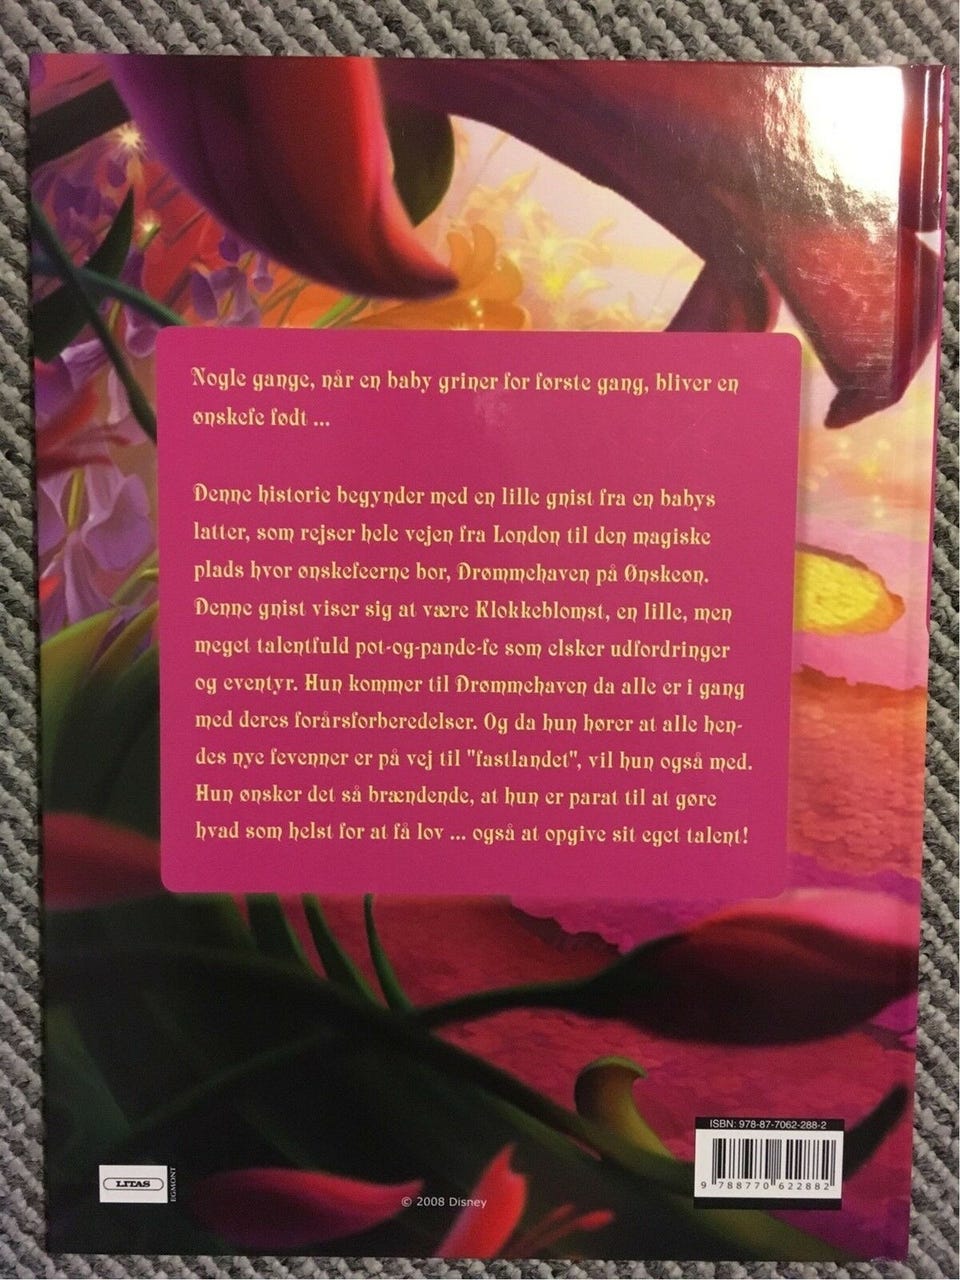 Nogle gange, når en baby griner for første gang, bliver en
ønskefe født ...
Denne historie begynder med en lille gnist fra en babys
latter, som rejser hele vejen fra London til den magiske
plads hvor ønskefeerne bor, Drømmehaven på Ønskeøn.
Denne gnist viser sig at være Klokkeblomst, en lille, men
meget talentfuld pot-og-pande-fe som elsker udfordringer
og eventyr. Hun kommer til Drømmehaven da alle er i gang
med deres forårsforberedelser. Og da hun hører at alle hen-
des nye fevenner er på vej til "fastlandet", vil hun også med.
Hun ønsker det så brændende, at hun er parat til at gøre
hvad som helst for at få lov ... også at opgive sit eget talent!
ISBN: 978-87-7062-288-2
9 788770 622882
LITAS
EGMONT
© 2008 Disney